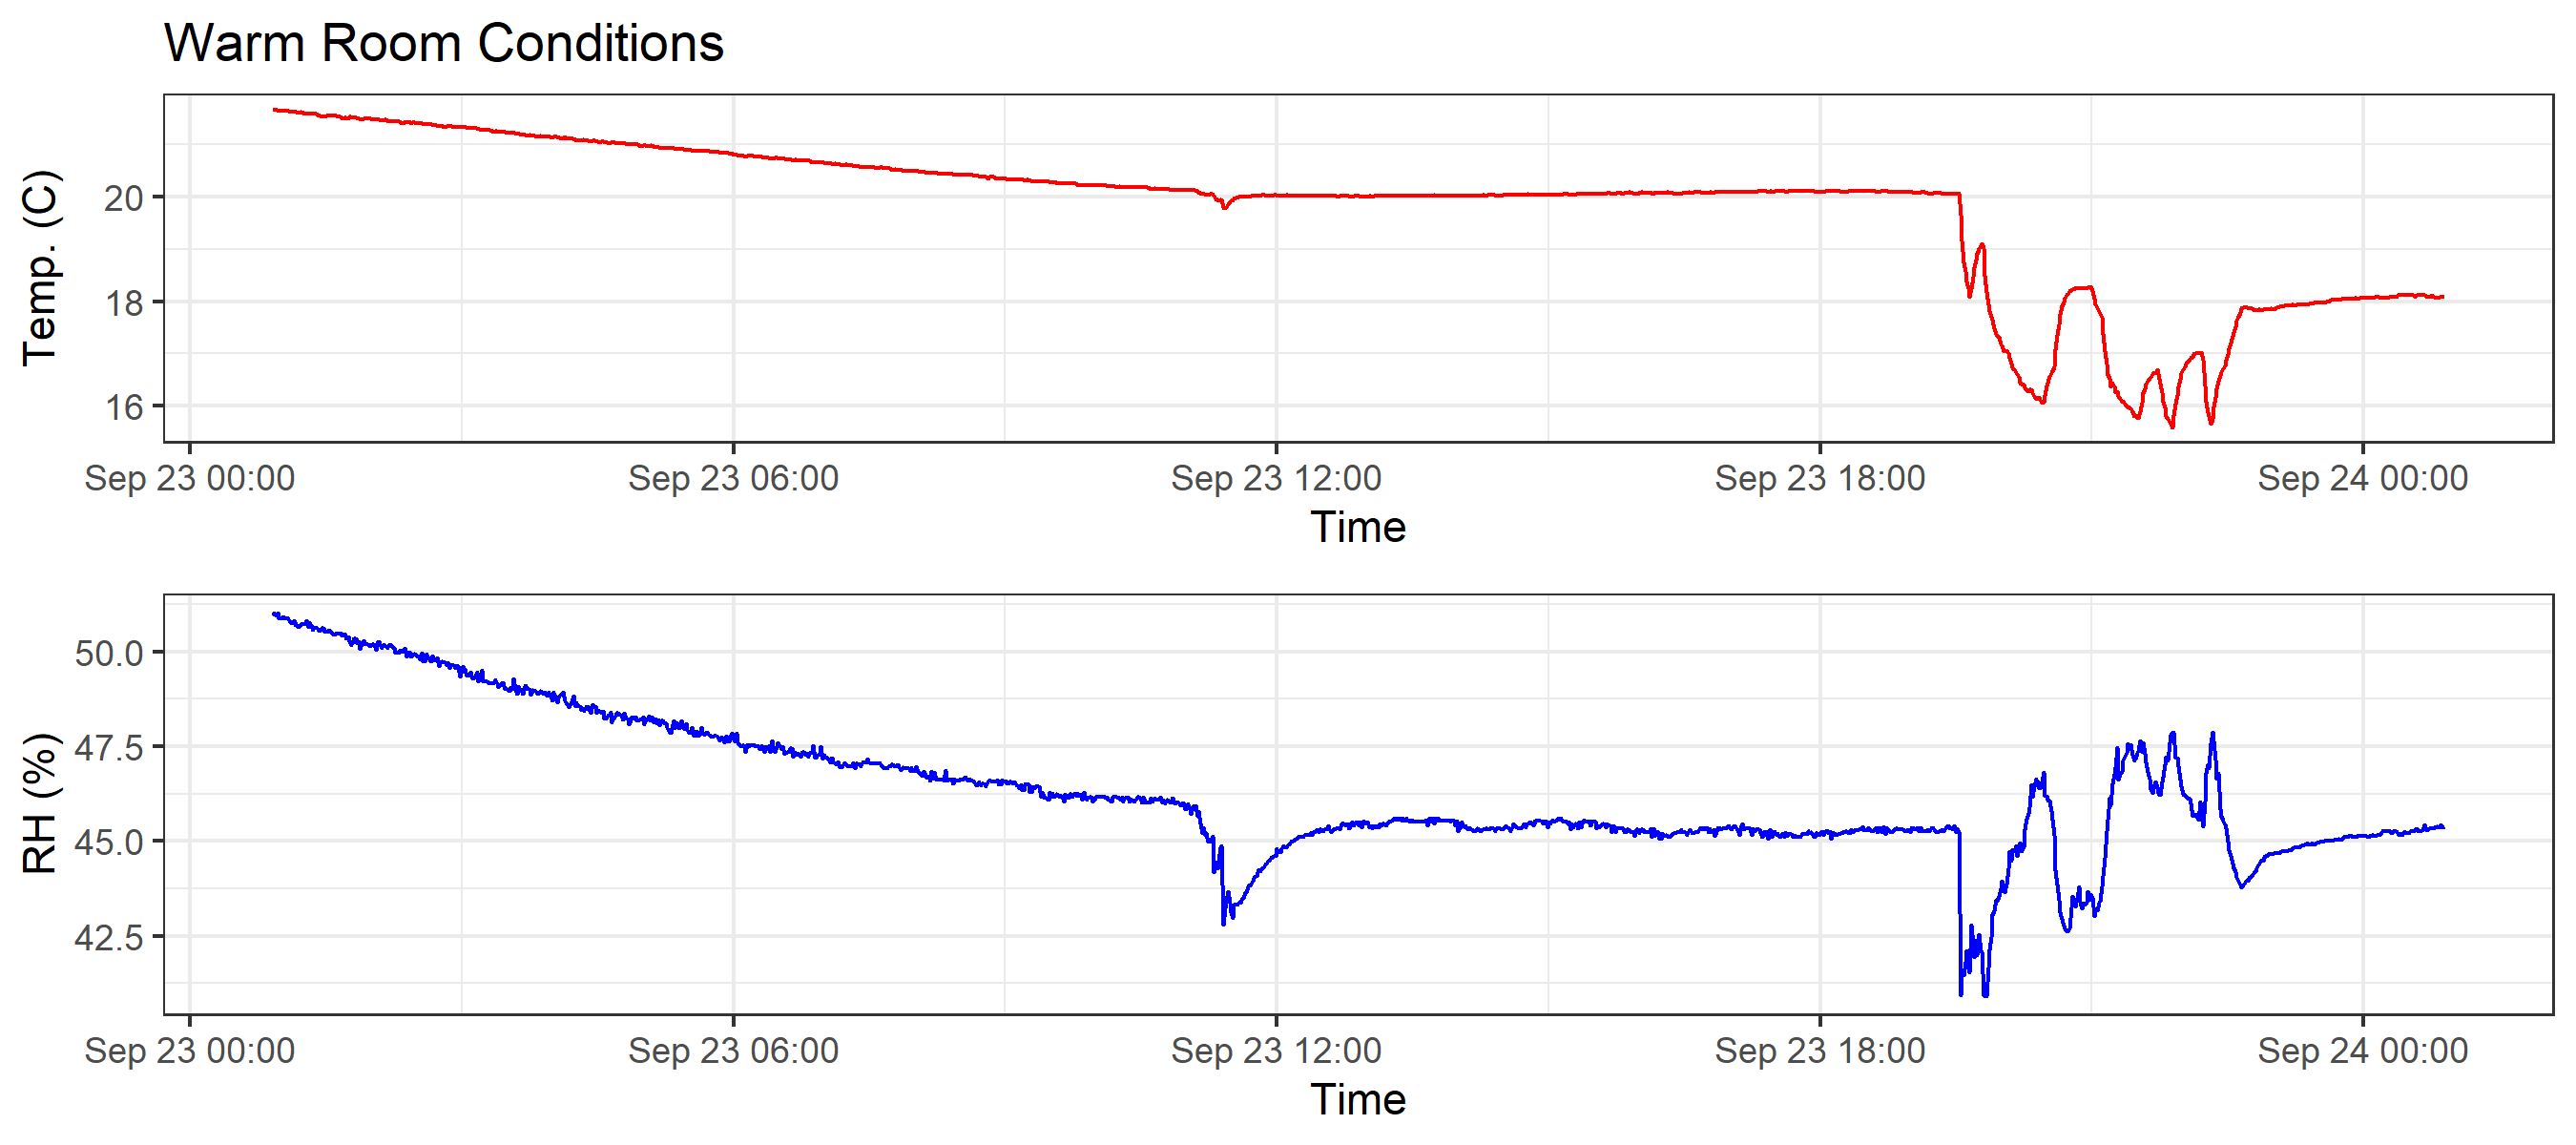 Warm Room Conditions
Temp. (C)
20
18
16
Sep 23 00:00 Sep 23 06:00 Sep 23 12:00 Sep 23 18:00 Sep 24 00:00
Time
RH (%)
50.0
47.5
45.0
42.5
Sep 23 00:00 Sep 23 06:00 Sep 23 12:00 Sep 23 18:00 Sep 24 00:00
Time